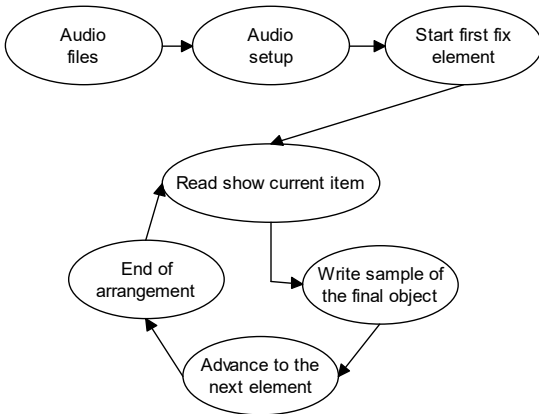 Audio
files
Audio
setup
Start first fix
element
Read show current item
Write sample of
the final object
Advance to the
next element
End of
arrangement